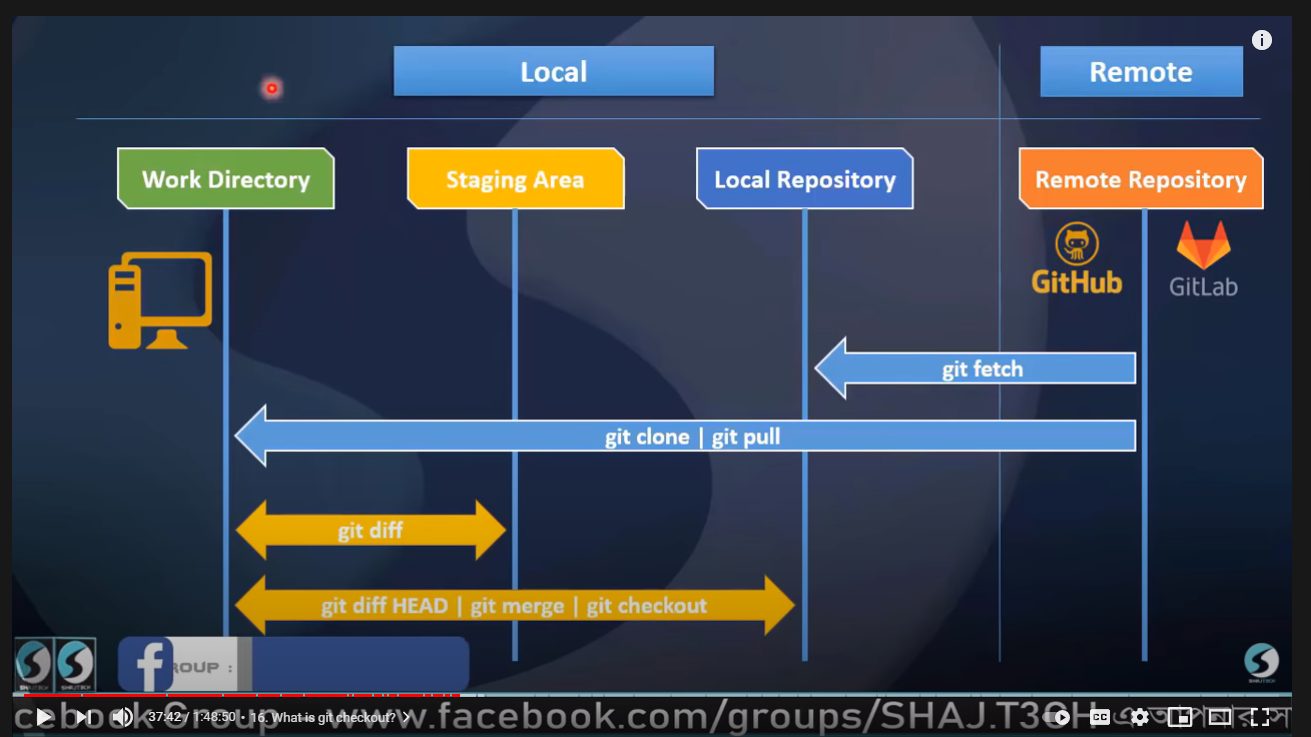 Local
Remote
Work Directory
Staging Area
Local Repository
Remote Repository
GitHub
GitLab
git fetch
git clone | git pull
git diff
git diff HEAD | git merge | git checkout
ROUP :
37:42 / 1:48:50 • 16. What is git checkout? >
cebook Group - www.facebook.com/groups/SHAJ.T3CH
CC